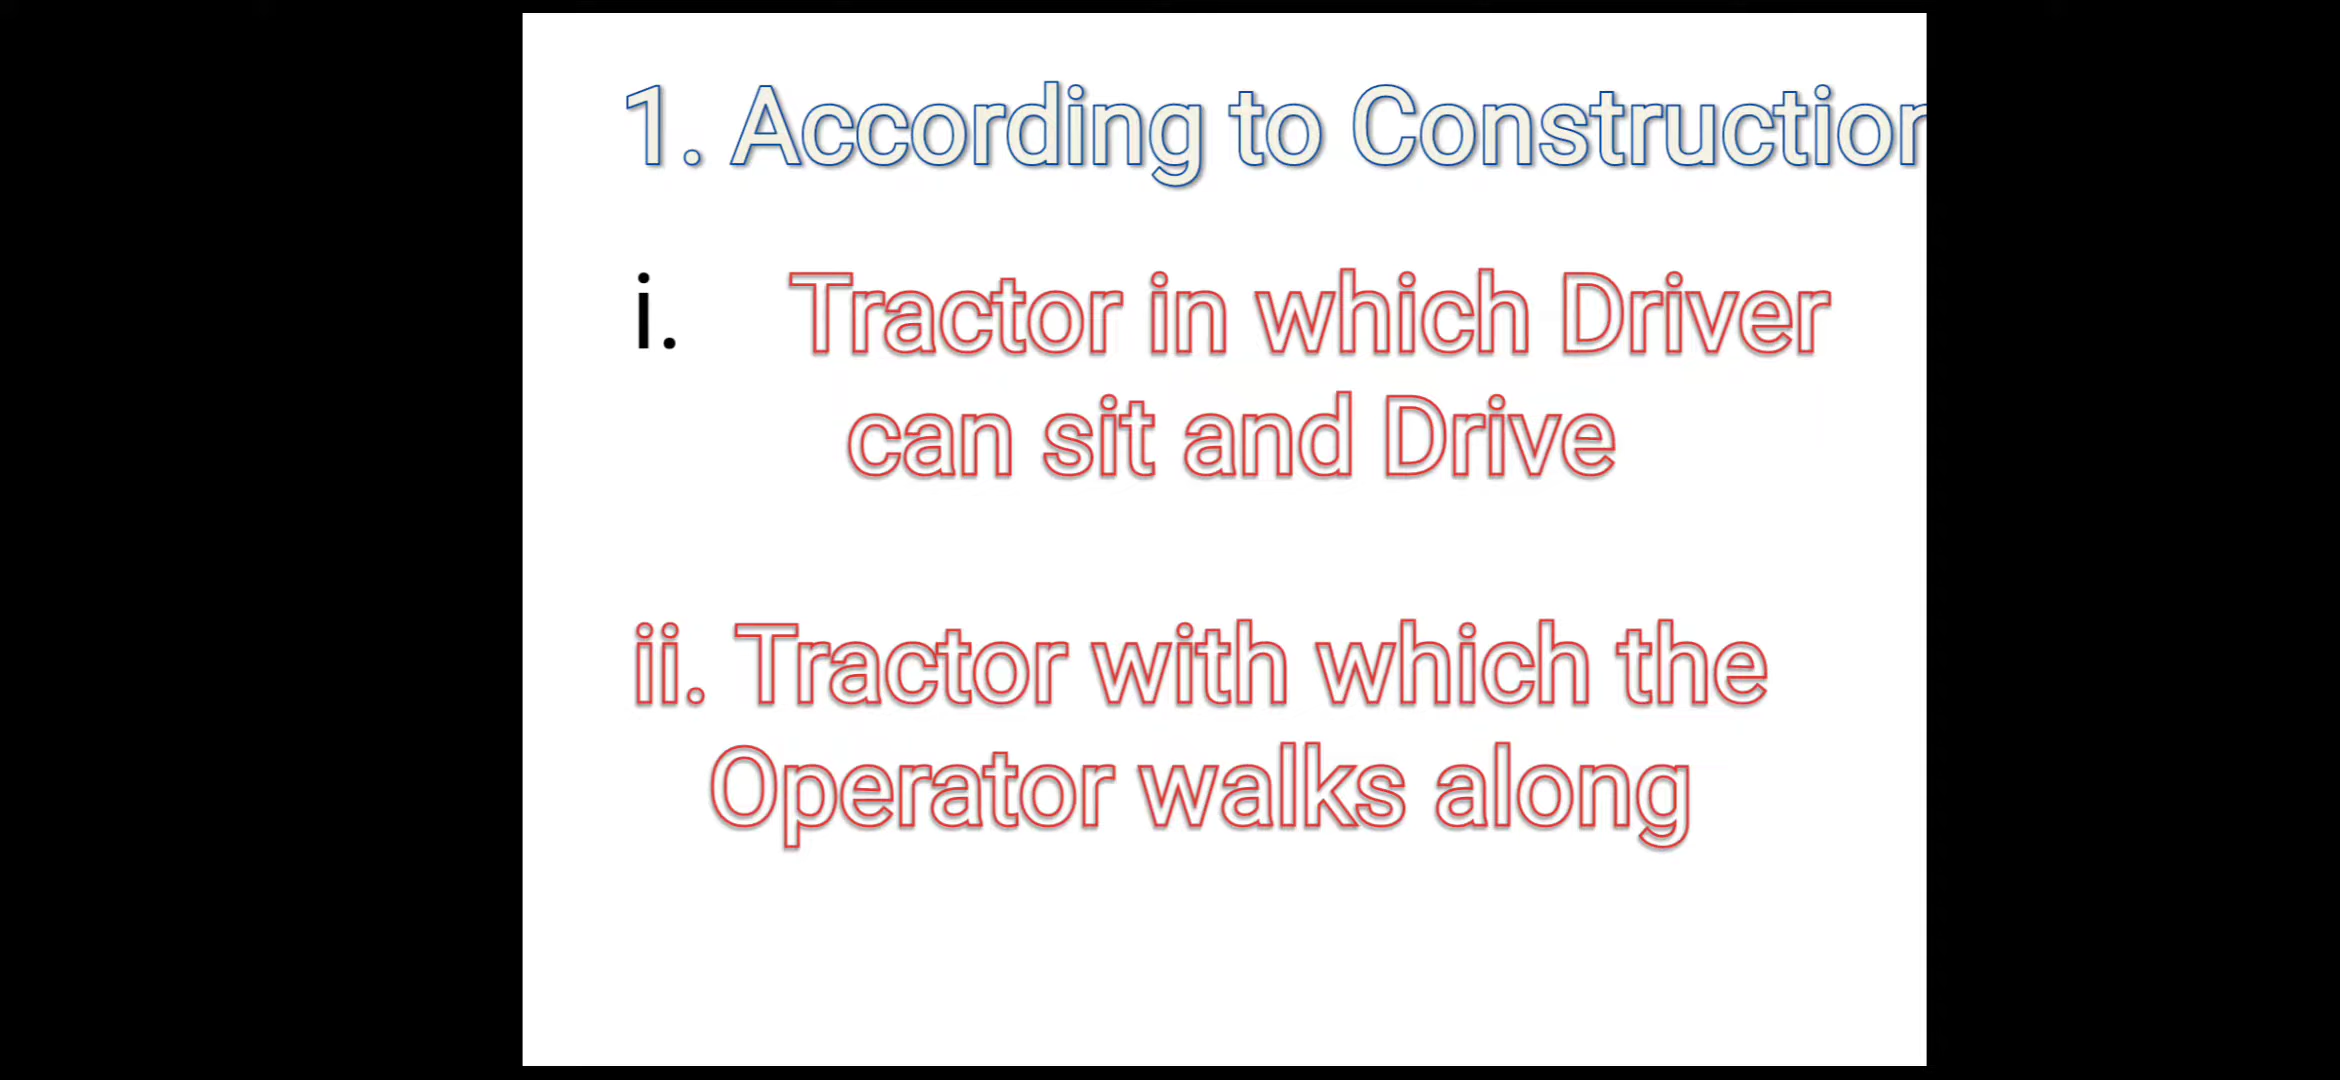 1. According to Construction
i. Tractor in which Driver
can sit and Drive
ii. Tractor with which the
Operator walks along